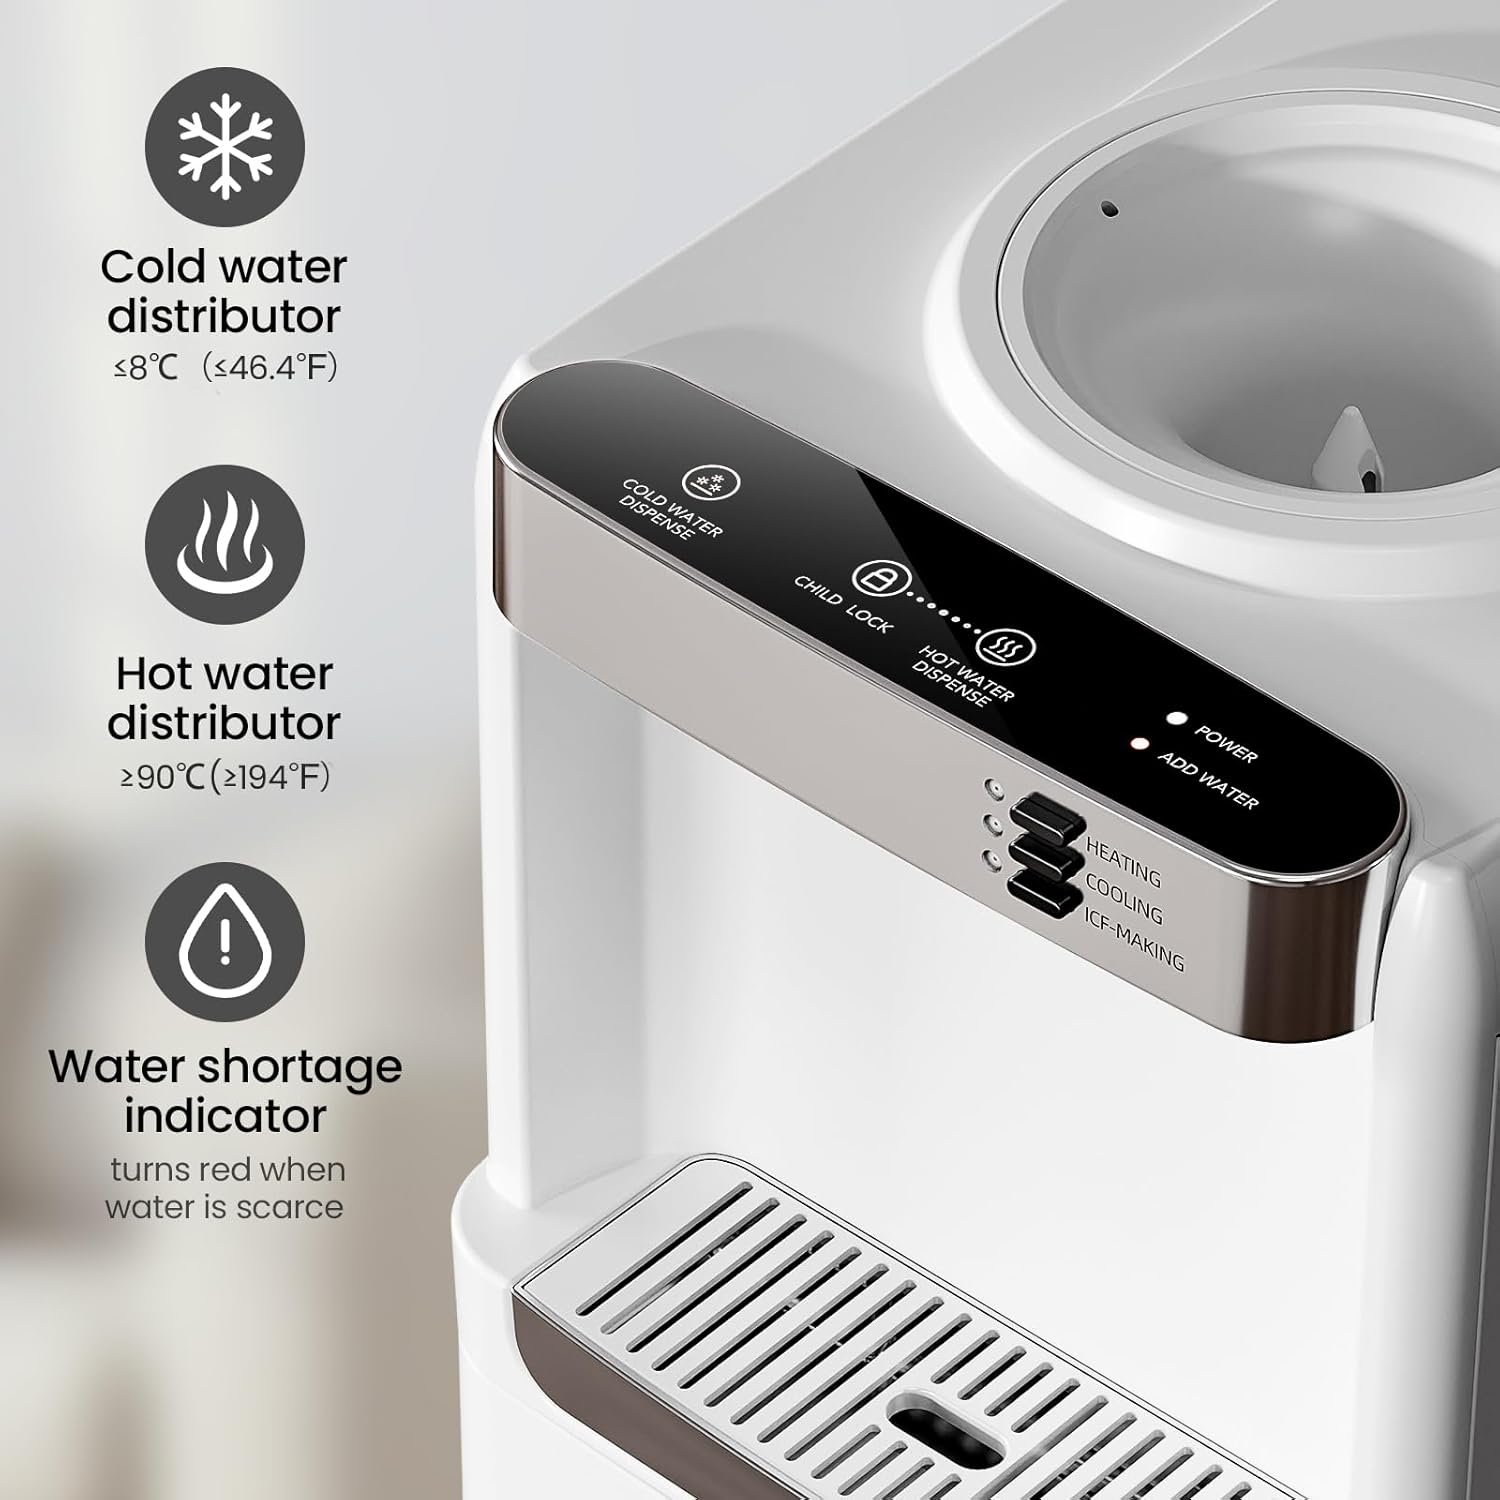 Cold water
distributor
≤8℃ (≤46.4°F)
Hot water
distributor
≥90℃(≥194°F)
Water shortage
indicator
turns red when
water is scarce
COLD WATER
DISPENSE
CHILD LOCK
HOT WATER
DISPENSE
POWER
ADD WATER
HEATING
COOLING
ICF-MAKING